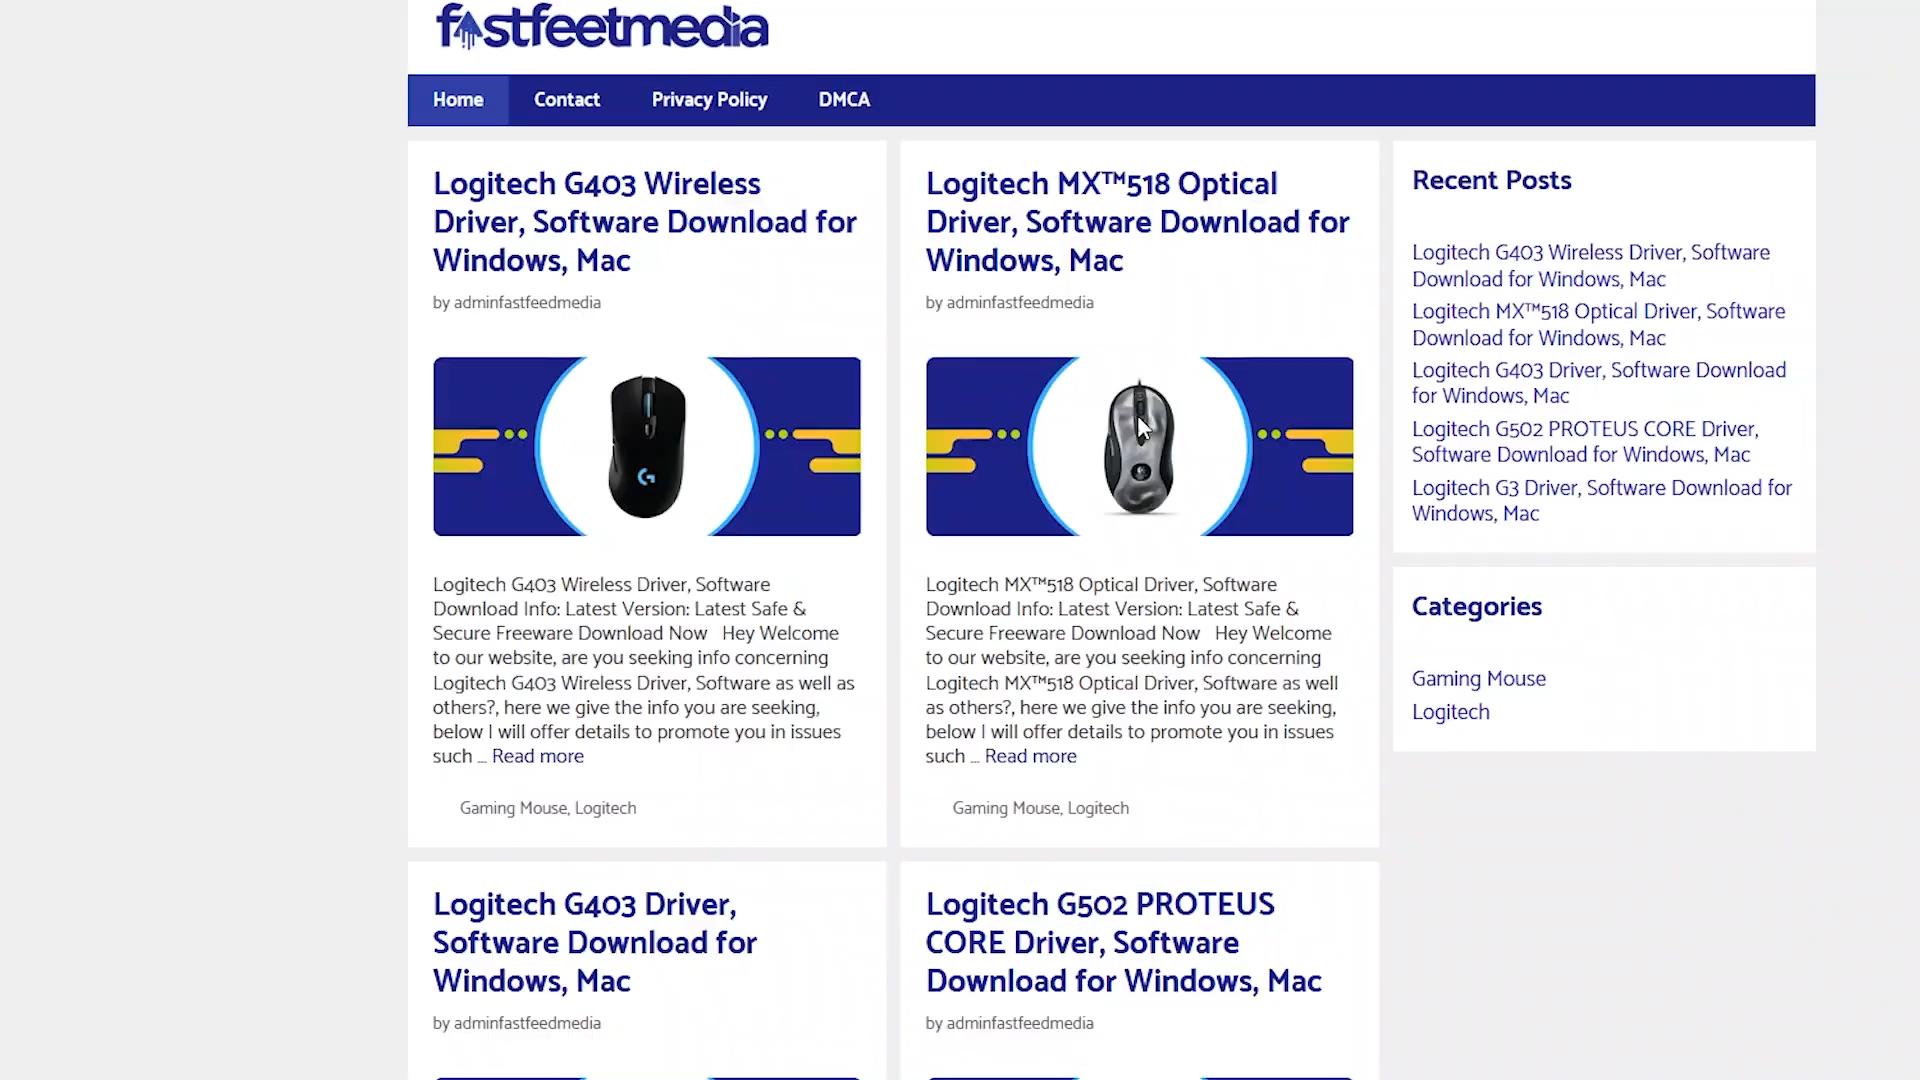 fastfeetmedia
Home
Contact
Privacy Policy
DMCA
Logitech G403 Wireless
Driver, Software Download for
Windows, Mac
by adminfastfeedmedia
G
Logitech G403 Wireless Driver, Software
Download Info: Latest Version: Latest Safe &
Secure Freeware Download Now Hey Welcome
to our website, are you seeking info concerning
Logitech G403 Wireless Driver, Software as well as
others?, here we give the info you are seeking,
below I will offer details to promote you in issues
such ... Read more
Gaming Mouse, Logitech
Logitech MX™518 Optical
Driver, Software Download for
Windows, Mac
by adminfastfeedmedia
Logitech MX™518 Optical Driver, Software
Download Info: Latest Version: Latest Safe &
Secure Freeware Download Now Hey Welcome
to our website, are you seeking info concerning
Logitech MX™518 Optical Driver, Software as well
as others?, here we give the info you are seeking,
below I will offer details to promote you in issues
such ... Read more
Gaming Mouse, Logitech
Logitech G403 Driver,
Software Download for
Windows, Mac
by adminfastfeedmedia
Logitech G502 PROTEUS
CORE Driver, Software
Download for Windows, Mac
by adminfastfeedmedia
Recent Posts
Logitech G403 Wireless Driver, Software
Download for Windows, Mac
Logitech MX™518 Optical Driver, Software
Download for Windows, Mac
Logitech G403 Driver, Software Download
for Windows, Mac
Logitech G502 PROTEUS CORE Driver,
Software Download for Windows, Mac
Logitech G3 Driver, Software Download for
Windows, Mac
Categories
Gaming Mouse
Logitech